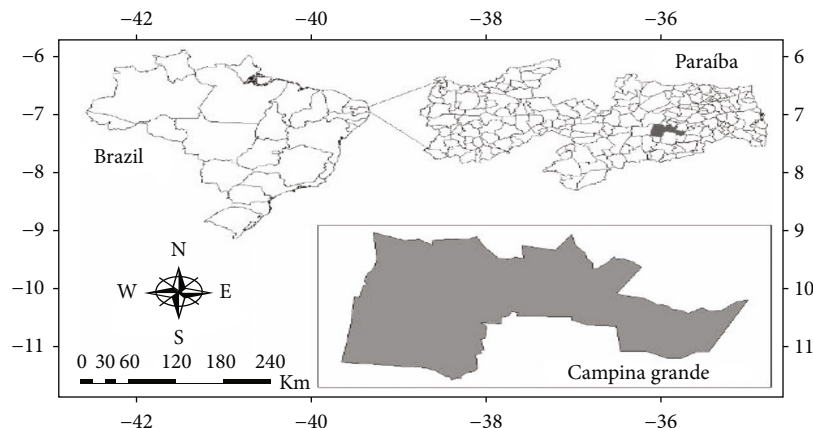 −42 −40 −38 −36
−6 6
−7 7
−8 8
−9 9
−10 10
−11 11
Paraíba
Brazil
N
W E
S
0 30 60 120 180 240
Km
Campina grande
−42 −40 −38 −36